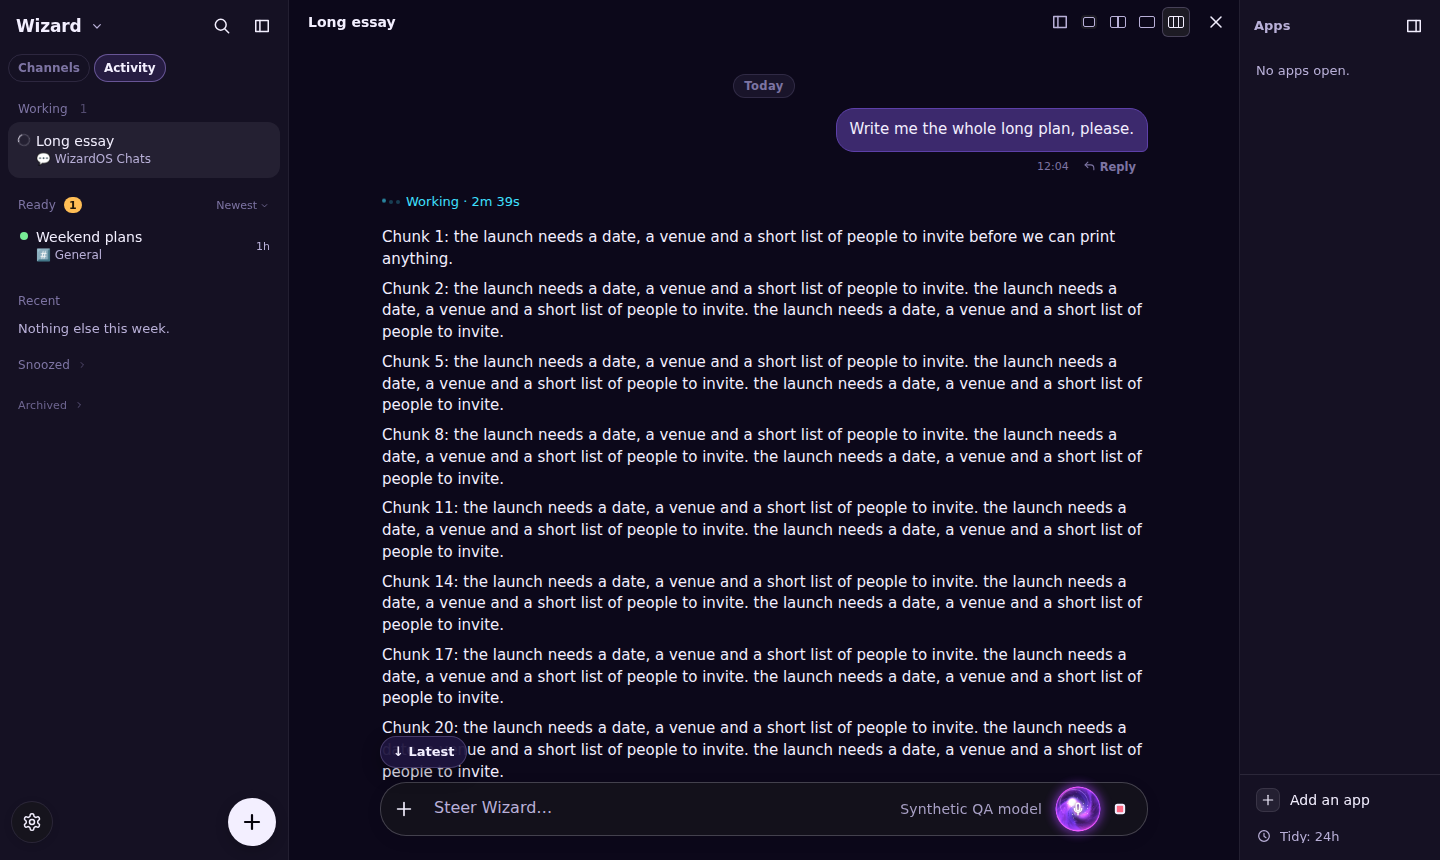 Wizard
Channels
Activity
Working 1
Long essay
💬 WizardOS Chats
Ready 1
Newest
Weekend plans
#️⃣ General
1h
Recent
Nothing else this week.
Snoozed
Archived
Long essay
Today
Write me the whole long plan, please.
12:04 Reply
Working · 2m 39s
Chunk 1: the launch needs a date, a venue and a short list of people to invite before we can print
anything.
Chunk 2: the launch needs a date, a venue and a short list of people to invite. the launch needs a
date, a venue and a short list of people to invite. the launch needs a date, a venue and a short list of
people to invite.
Chunk 5: the launch needs a date, a venue and a short list of people to invite. the launch needs a
date, a venue and a short list of people to invite. the launch needs a date, a venue and a short list of
people to invite.
Chunk 8: the launch needs a date, a venue and a short list of people to invite. the launch needs a
date, a venue and a short list of people to invite. the launch needs a date, a venue and a short list of
people to invite.
Chunk 11: the launch needs a date, a venue and a short list of people to invite. the launch needs a
date, a venue and a short list of people to invite. the launch needs a date, a venue and a short list of
people to invite.
Chunk 14: the launch needs a date, a venue and a short list of people to invite. the launch needs a
date, a venue and a short list of people to invite. the launch needs a date, a venue and a short list of
people to invite.
Chunk 17: the launch needs a date, a venue and a short list of people to invite. the launch needs a
date, a venue and a short list of people to invite. the launch needs a date, a venue and a short list of
people to invite.
Chunk 20: the launch needs a date, a venue and a short list of people to invite. the launch needs a
↓ Latest
and a short list of people to invite. the launch needs a date, a venue and a short list of
people to invite.
Steer Wizard…
Synthetic QA model
Apps
No apps open.
Add an app
Tidy: 24h